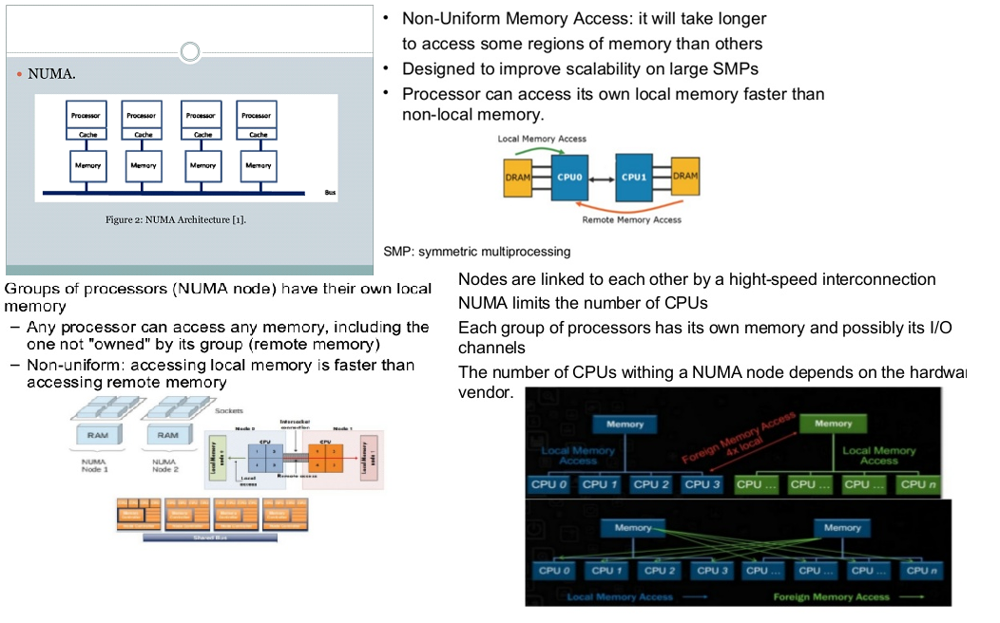 • NUMA.
Processor Processor Processor Processor
Cache Cache Cache Cache
Memory Memory Memory Memory
Bus
Figure 2: NUMA Architecture [1].
• Non-Uniform Memory Access: it will take longer
to access some regions of memory than others
• Designed to improve scalability on large SMPs
• Processor can access its own local memory faster than
non-local memory.
Local Memory Access
DRAM CPU0 CPU1 DRAM
Remote Memory Access
SMP: symmetric multiprocessing
Groups of processors (NUMA node) have their own local
memory
– Any processor can access any memory, including the
one not "owned" by its group (remote memory)
– Non-uniform: accessing local memory is faster than
accessing remote memory
Sockets
RAM RAM
NUMA
Node 1
NUMA
Node 2
Node 0
Node 1
CPU CPU
Local Memory
Local Memory
Local
access
Remote access
Shared Bus
Nodes are linked to each other by a hight-speed interconnection
NUMA limits the number of CPUs
Each group of processors has its own memory and possibly its I/O
channels
The number of CPUs withing a NUMA node depends on the hardwar
vendor.
Memory Memory
Foreign Memory Access
4x local
Local Memory
Access
Local Memory
Access
CPU 0 CPU 1 CPU 2 CPU 3 CPU ... CPU ... CPU ... CPU n
Memory Memory
CPU 0 CPU 1 CPU 2 CPU 3 CPU ... CPU ... CPU ... CPU n
Local Memory Access Foreign Memory Access